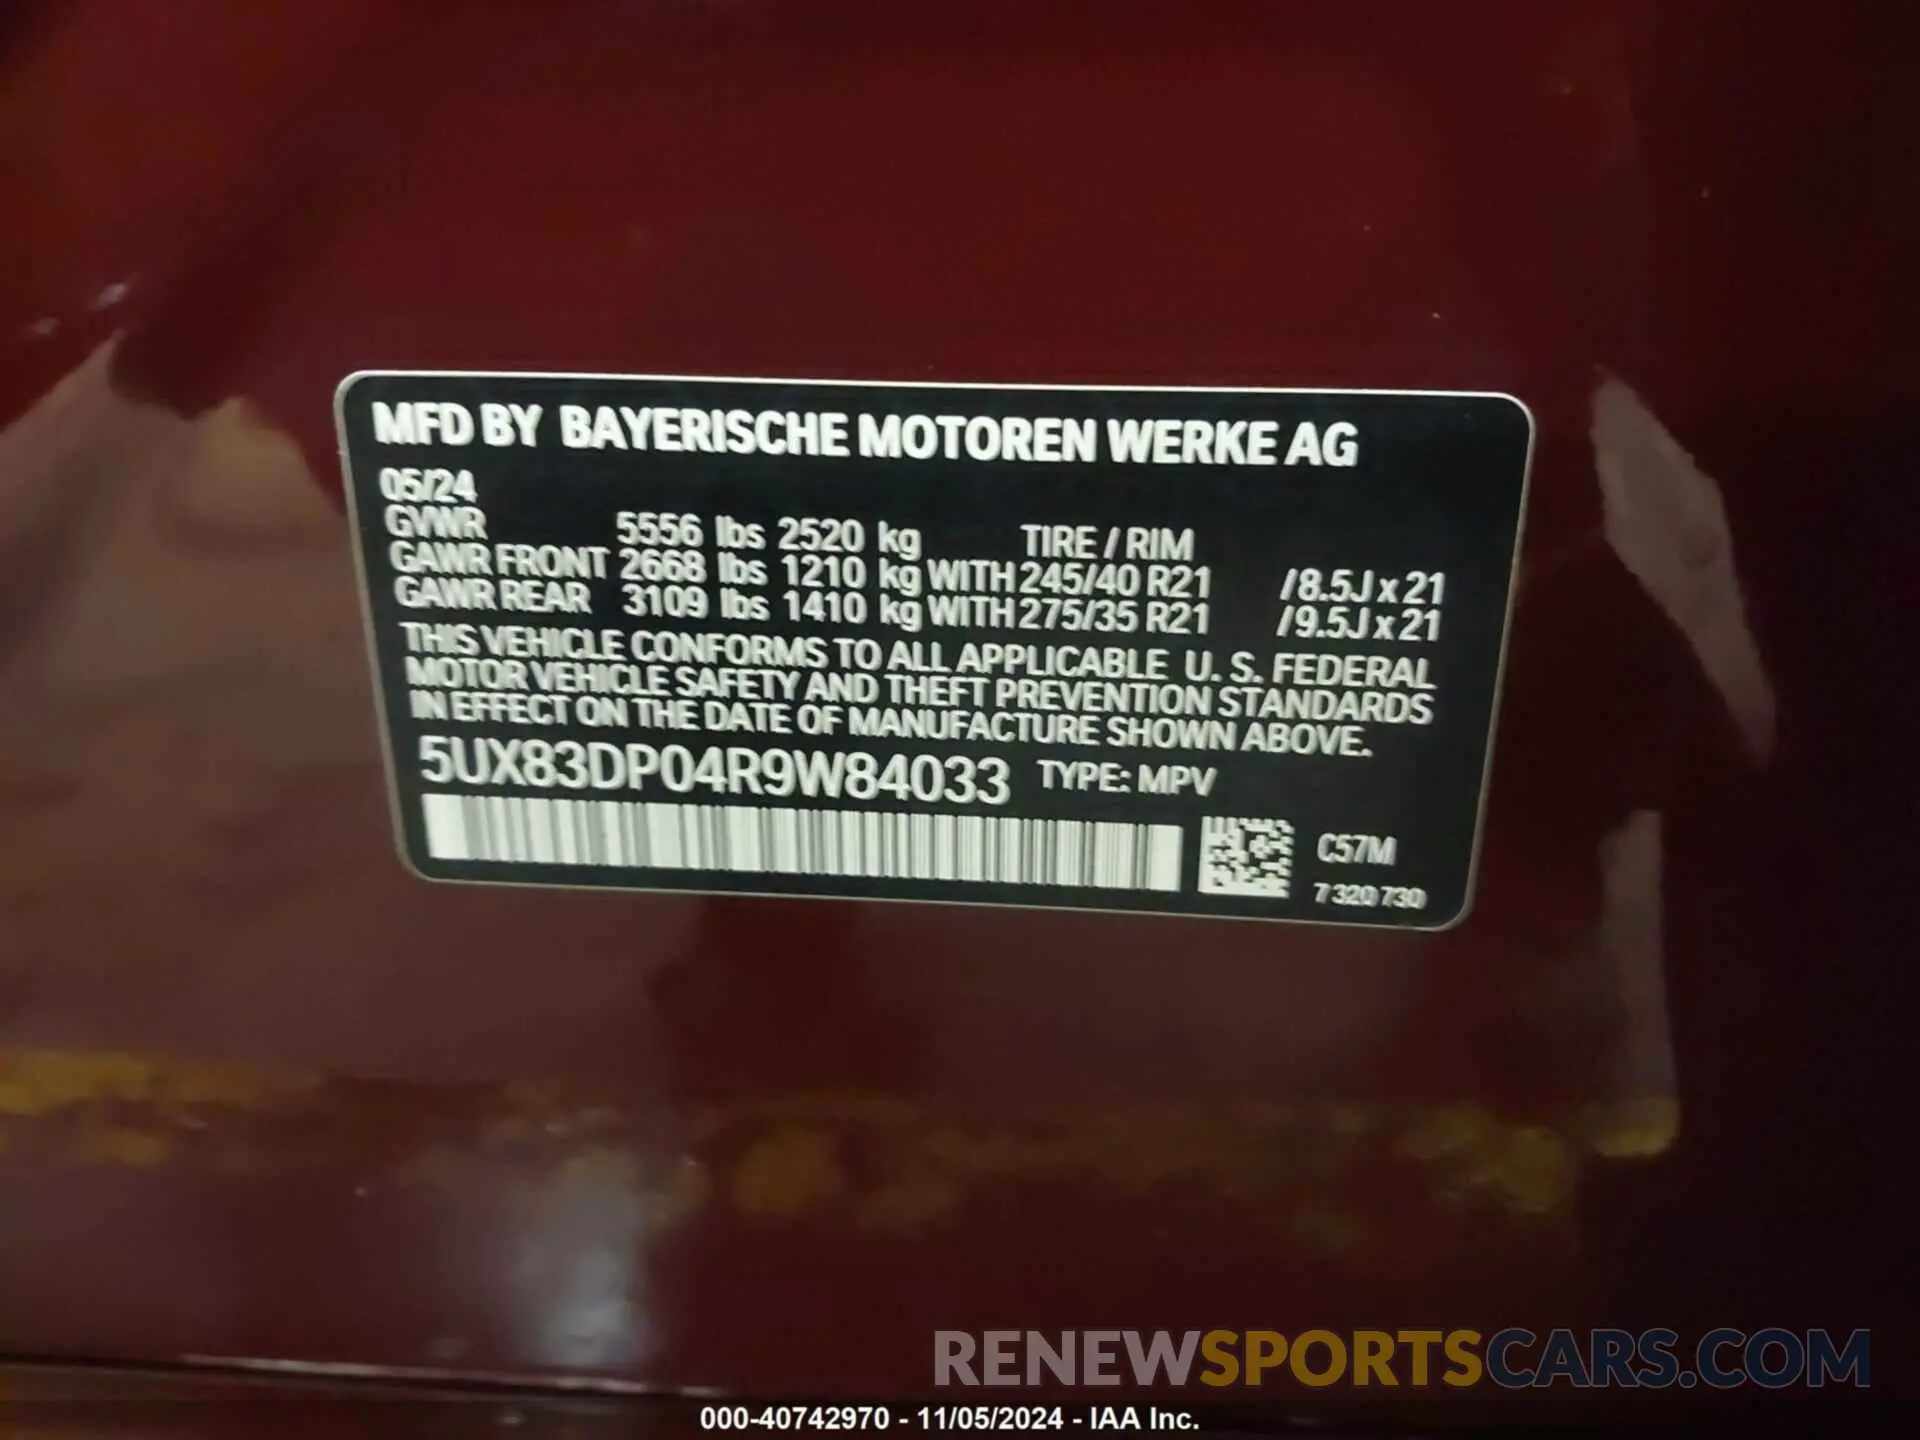 MFD BY BAYERISCHE MOTOREN WERKE AG
05/24
GVWR 5556 lbs 2520 kg TIRE / RIM
GAWR FRONT 2668 lbs 1210 kg WITH 245/40 R21 / 8.5J x 21
GAWR REAR 3109 lbs 1410 kg WITH 275/35 R21 / 9.5J x 21
THIS VEHICLE CONFORMS TO ALL APPLICABLE U. S. FEDERAL
MOTOR VEHICLE SAFETY AND THEFT PREVENTION STANDARDS
IN EFFECT ON THE DATE OF MANUFACTURE SHOWN ABOVE.
5UX83DP04R9W84033 TYPE: MPV
C57M
7 320 730
RENEWSPORTSCARS.COM
000-40742970 - 11/05/2024 - IAA Inc.